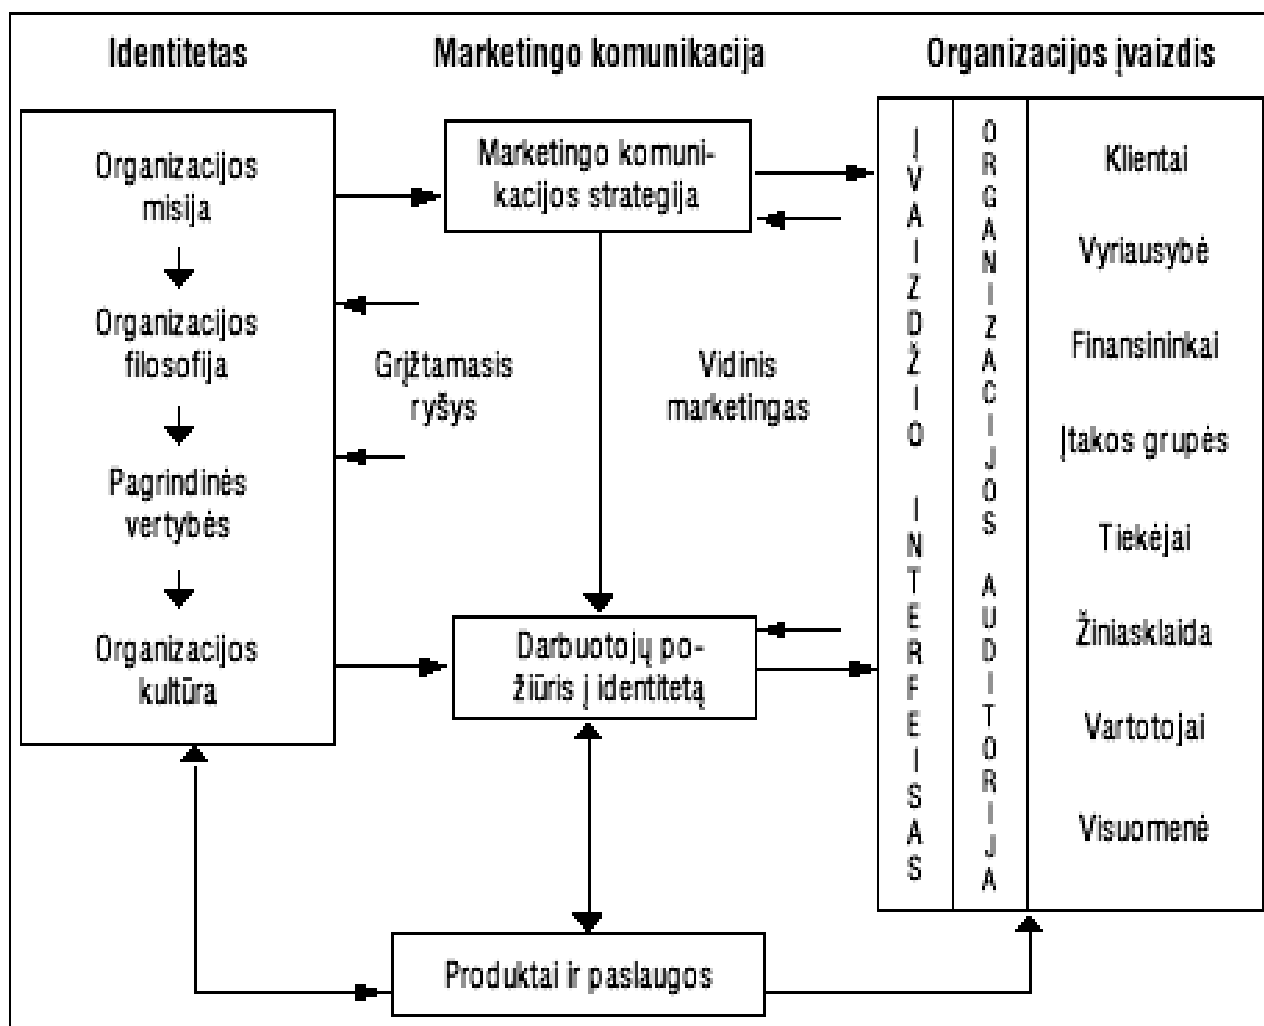 Identitetas
Marketingo komunikacija
Organizacijos įvaizdis
Organizacijos
misija
Organizacijos
filosofija
Pagrindinės
vertybės
Organizacijos
kultūra
Marketingo komuni-
kacijos strategija
Grįžtamasis
ryšys
Vidinis
marketingas
Darbuotojų po-
žiūris į identitetą
Produktai ir paslaugos
ĮVAIZDŽIO INTERFEISAS
ORGANIZACIJOS AUDITORIJA
Klientai
Vyriausybė
Finansininkai
Įtakos grupės
Tiekėjai
Žiniasklaida
Vartotojai
Visuomenė